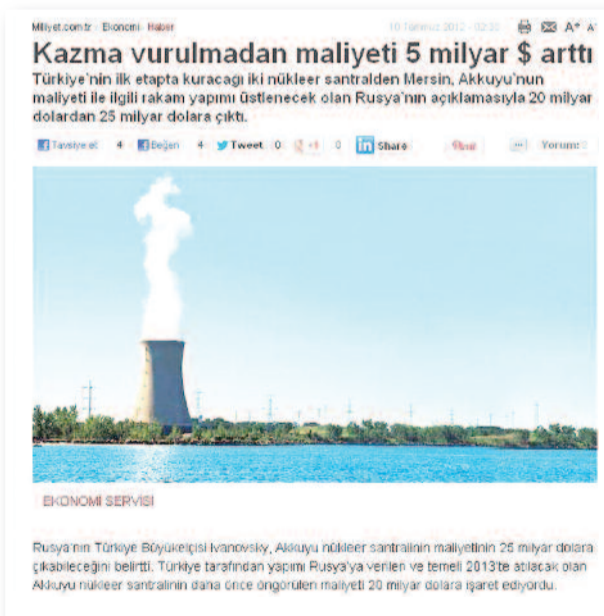 Milliyet.com.tr Ekonomi Haber
10 Temmuz 2012 - 02:30 A+ A-
Kazma vurulmadan maliyeti 5 milyar $ arttı
Türkiye'nin ilk etapta kuracağı iki nükleer santralden Mersin, Akkuyu'nun
maliyeti ile ilgili rakam yapımı üstlenecek olan Rusya'nın açıklamasıyla 20 milyar
dolardan 25 milyar dolara çıktı.
Tavsiye et 4 Beğen 4 Tweet 0 +1 0 in Share Pin it Yorum:
EKONOMİ SERVİSİ
Rusya'nın Türkiye Büyükelçisi Ivanovsky, Akkuyu nükleer santralinin maliyetinin 25 milyar dolara
çıkabileceğini belirtti. Türkiye tarafından yapımı Rusya'ya verilen ve temeli 2013'te atılacak olan
Akkuyu nükleer santralinin daha önce öngörülen maliyeti 20 milyar dolara işaret ediyordu.